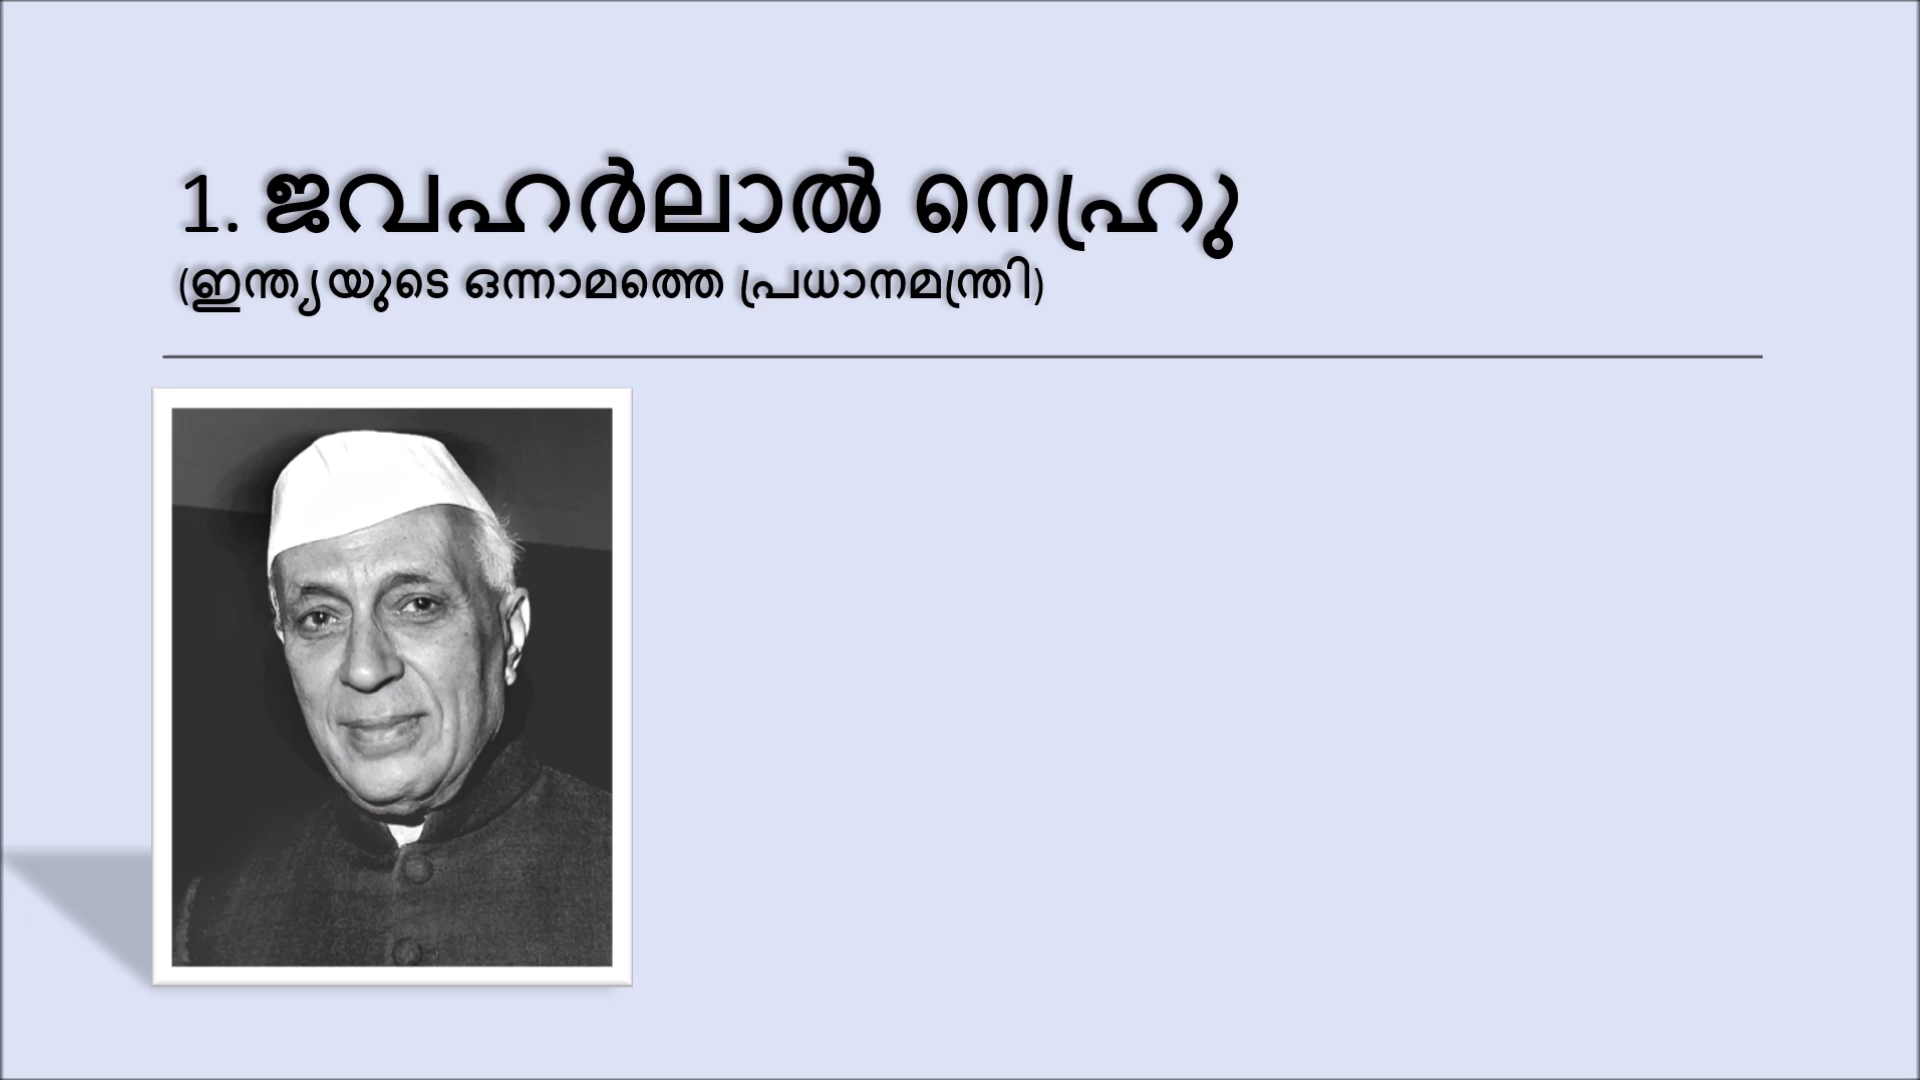 1. ജവഹർലാൽ നെഹ്രു
(ഇന്ത്യയുടെ ഒന്നാമത്തെ പ്രധാനമന്ത്രി)